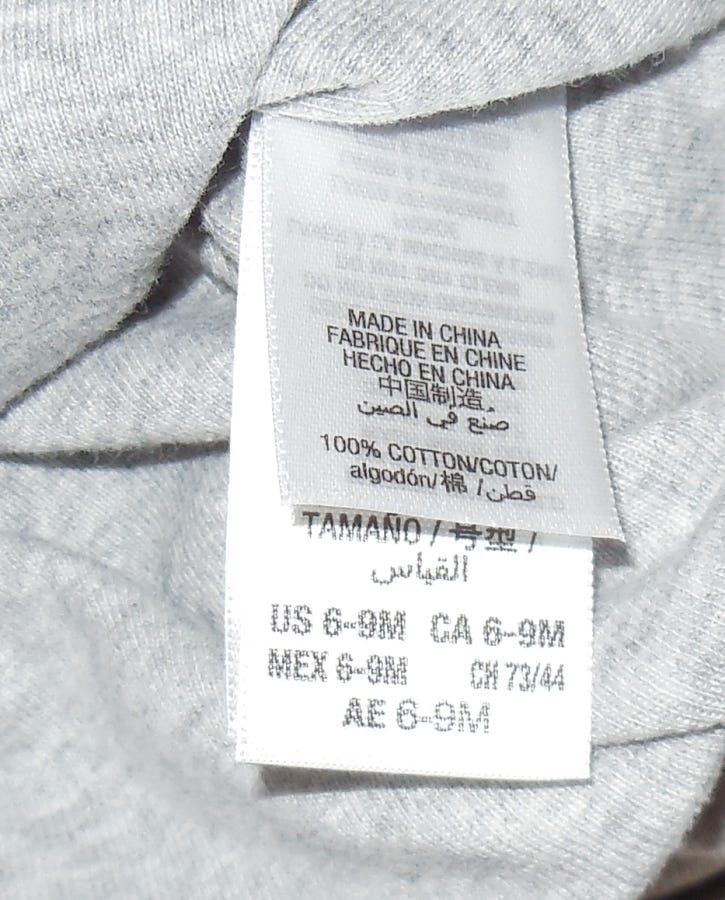 MADE IN CHINA
FABRIQUE EN CHINE
HECHO EN CHINA
中国制造.
صنع في الصين
100% COTTON/COTON/
algodón/棉 /قطن
TAMAÑO / 号型 /
القياس
US 6-9M CA 6-9M
MEX 6-9M CH 73/44
AE 6-9M